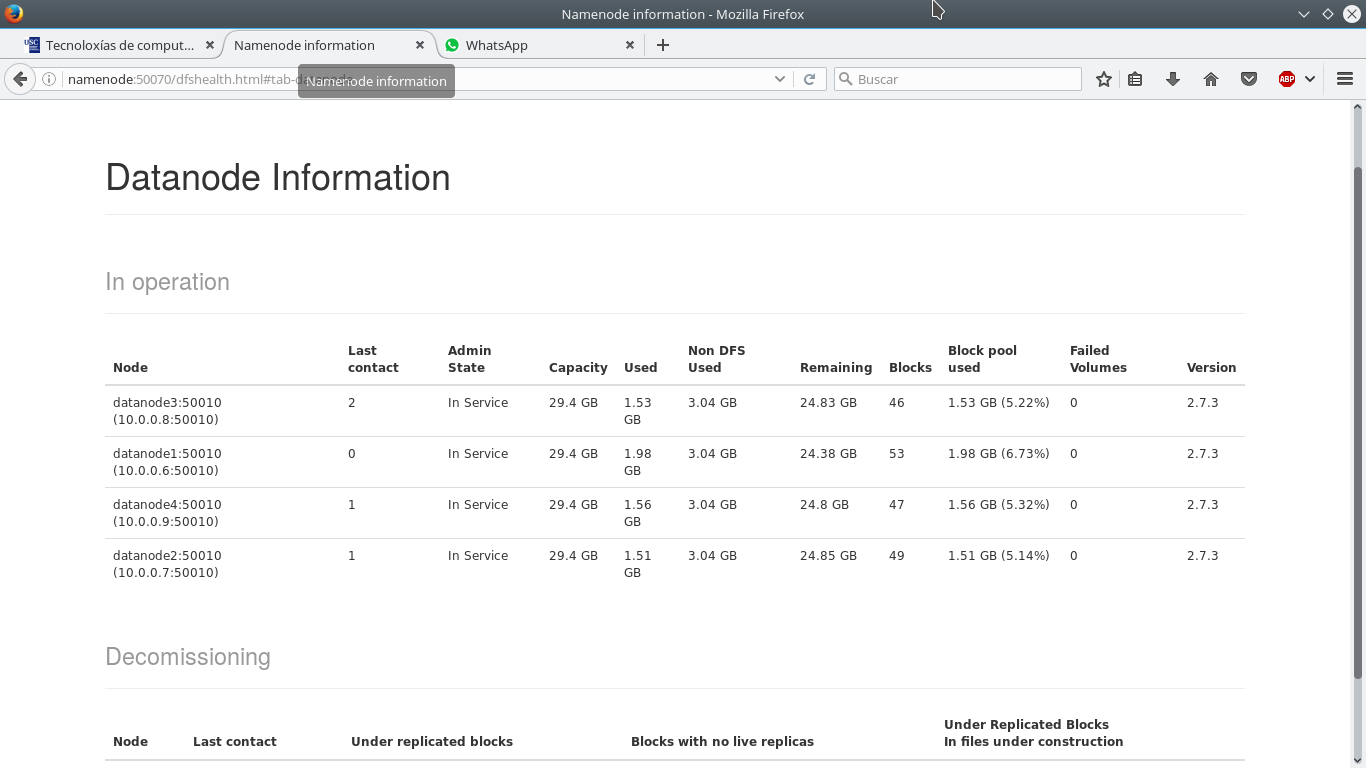 Namenode information - Mozilla Firefox
USC Tecnoloxías de comput... Namenode information WhatsApp
namenode:50070/dfshealth.html#tab-d Buscar ABP
Namenode information
Datanode Information
In operation
Last Admin Non DFS Block pool Failed
Node contact State Capacity Used Used Remaining Blocks used Volumes Version
datanode3:50010 2 In Service 29.4 GB 1.53 3.04 GB 24.83 GB 46 1.53 GB (5.22%) 0 2.7.3
(10.0.0.8:50010) GB
datanode1:50010 0 In Service 29.4 GB 1.98 3.04 GB 24.38 GB 53 1.98 GB (6.73%) 0 2.7.3
(10.0.0.6:50010) GB
datanode4:50010 1 In Service 29.4 GB 1.56 3.04 GB 24.8 GB 47 1.56 GB (5.32%) 0 2.7.3
(10.0.0.9:50010) GB
datanode2:50010 1 In Service 29.4 GB 1.51 3.04 GB 24.85 GB 49 1.51 GB (5.14%) 0 2.7.3
(10.0.0.7:50010) GB
Decomissioning
Under Replicated Blocks
Node Last contact Under replicated blocks Blocks with no live replicas In files under construction